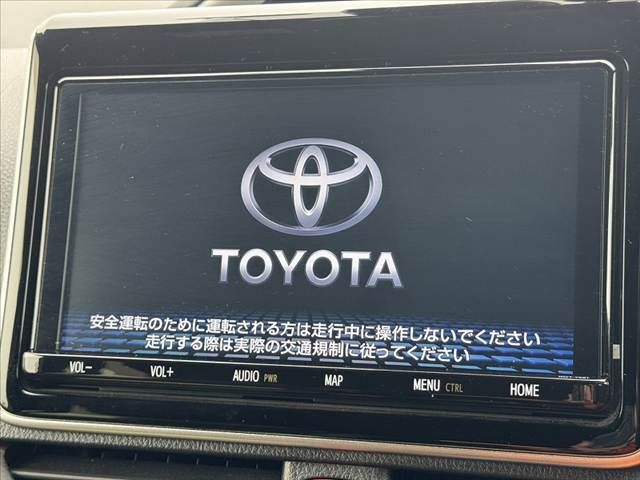 TOYOTA
安全運転のために運転される方は走行中に操作しないでください
走行する際は実際の交通規制に従ってください
VOL− VOL+ AUDIO PWR MAP MENU CTRL HOME